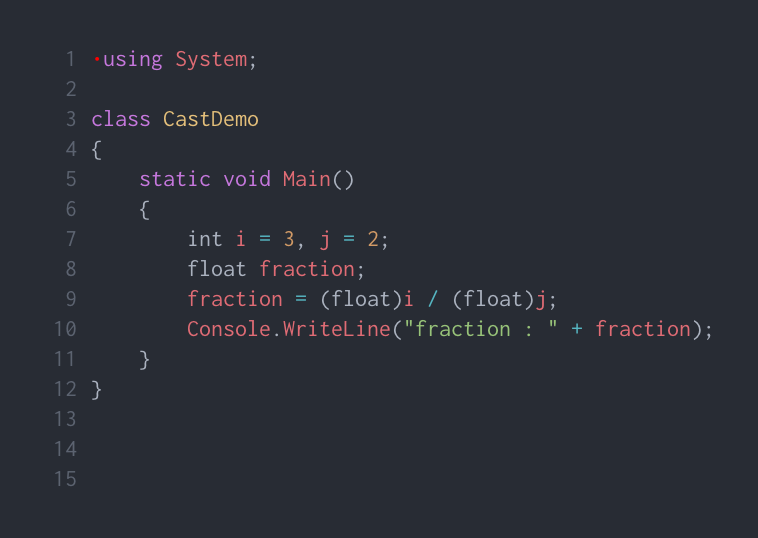 1 ·using System;
2
3 class CastDemo
4 {
5     static void Main()
6     {
7         int i = 3, j = 2;
8         float fraction;
9         fraction = (float)i / (float)j;
10         Console.WriteLine("fraction : " + fraction);
11     }
12 }
13
14
15